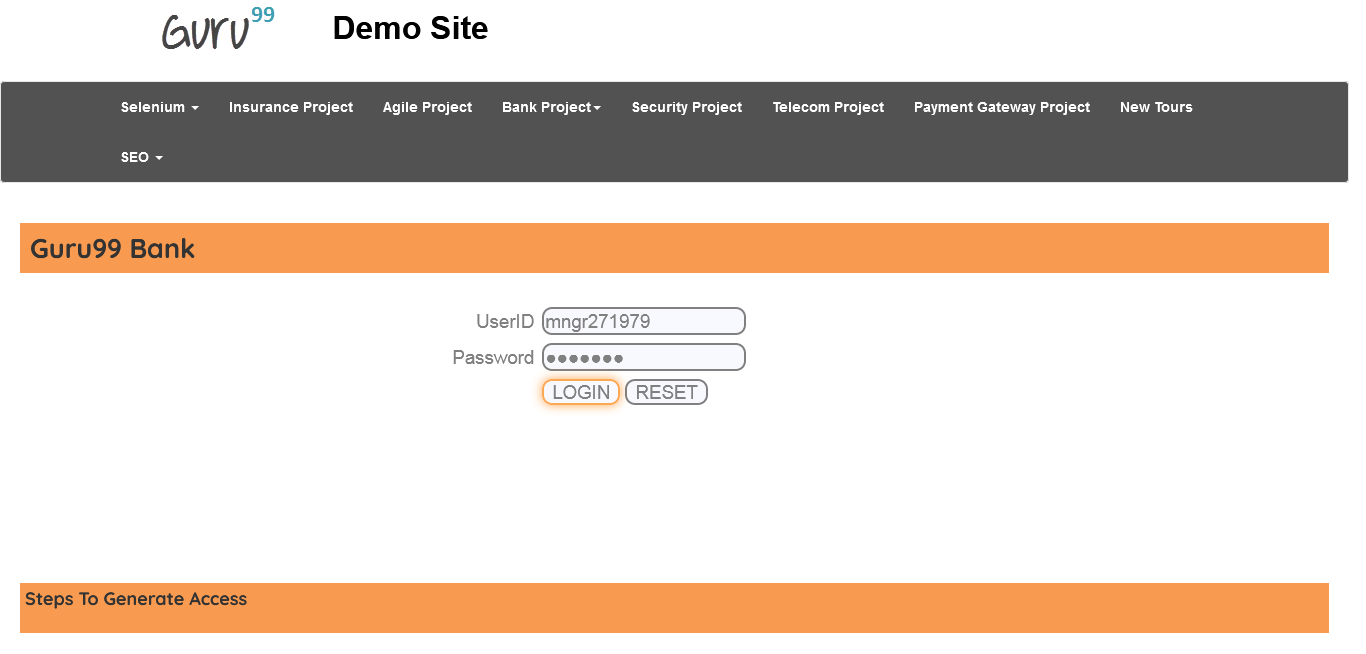 Guru99 Demo Site
Selenium Insurance Project Agile Project Bank Project Security Project Telecom Project Payment Gateway Project New Tours
SEO
Guru99 Bank
UserID mngr271979
Password •••••••
LOGIN RESET
Steps To Generate Access